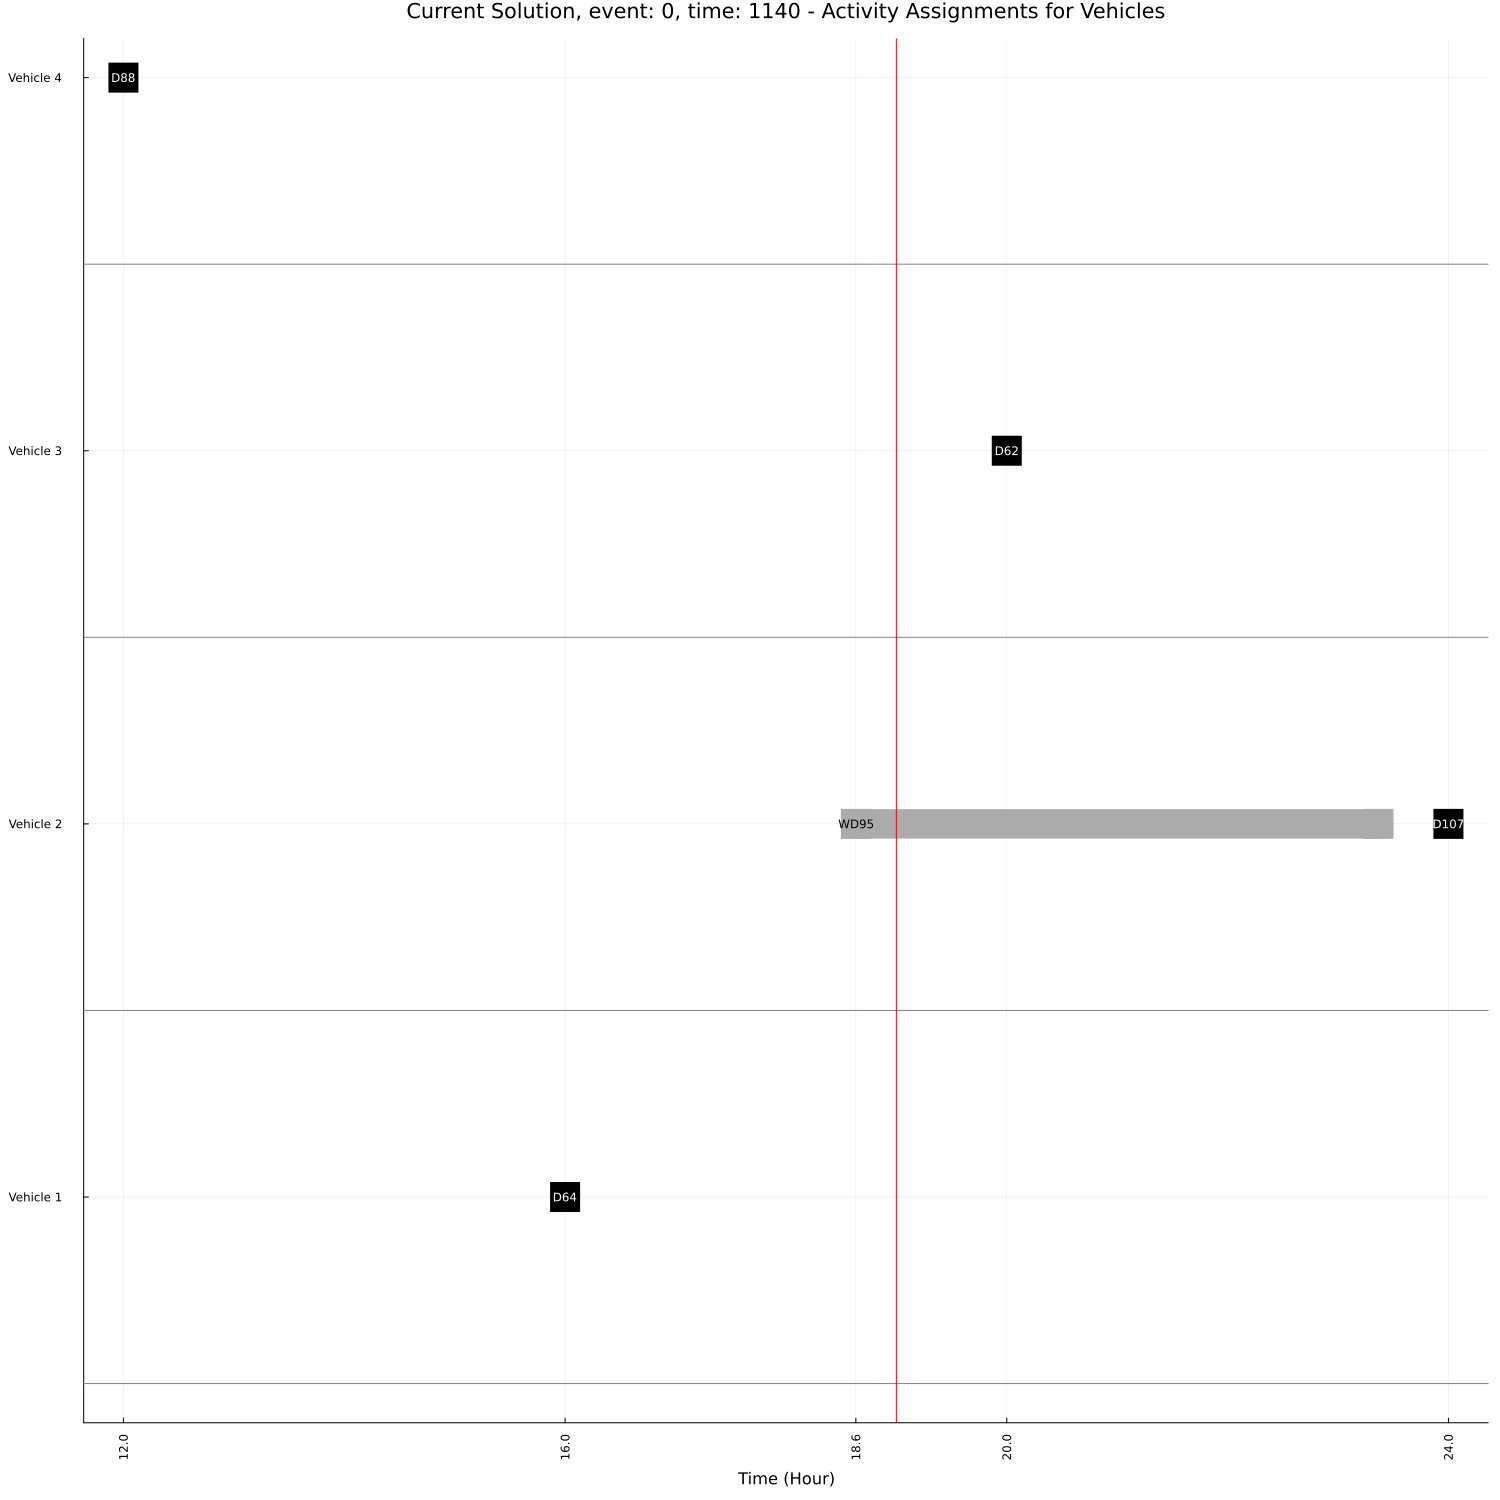 Current Solution, event: 0, time: 1140 - Activity Assignments for Vehicles
Vehicle 4
D88
Vehicle 3
D62
Vehicle 2
WD95
D107
Vehicle 1
D64
12.0
16.0
18.6
20.0
24.0
Time (Hour)